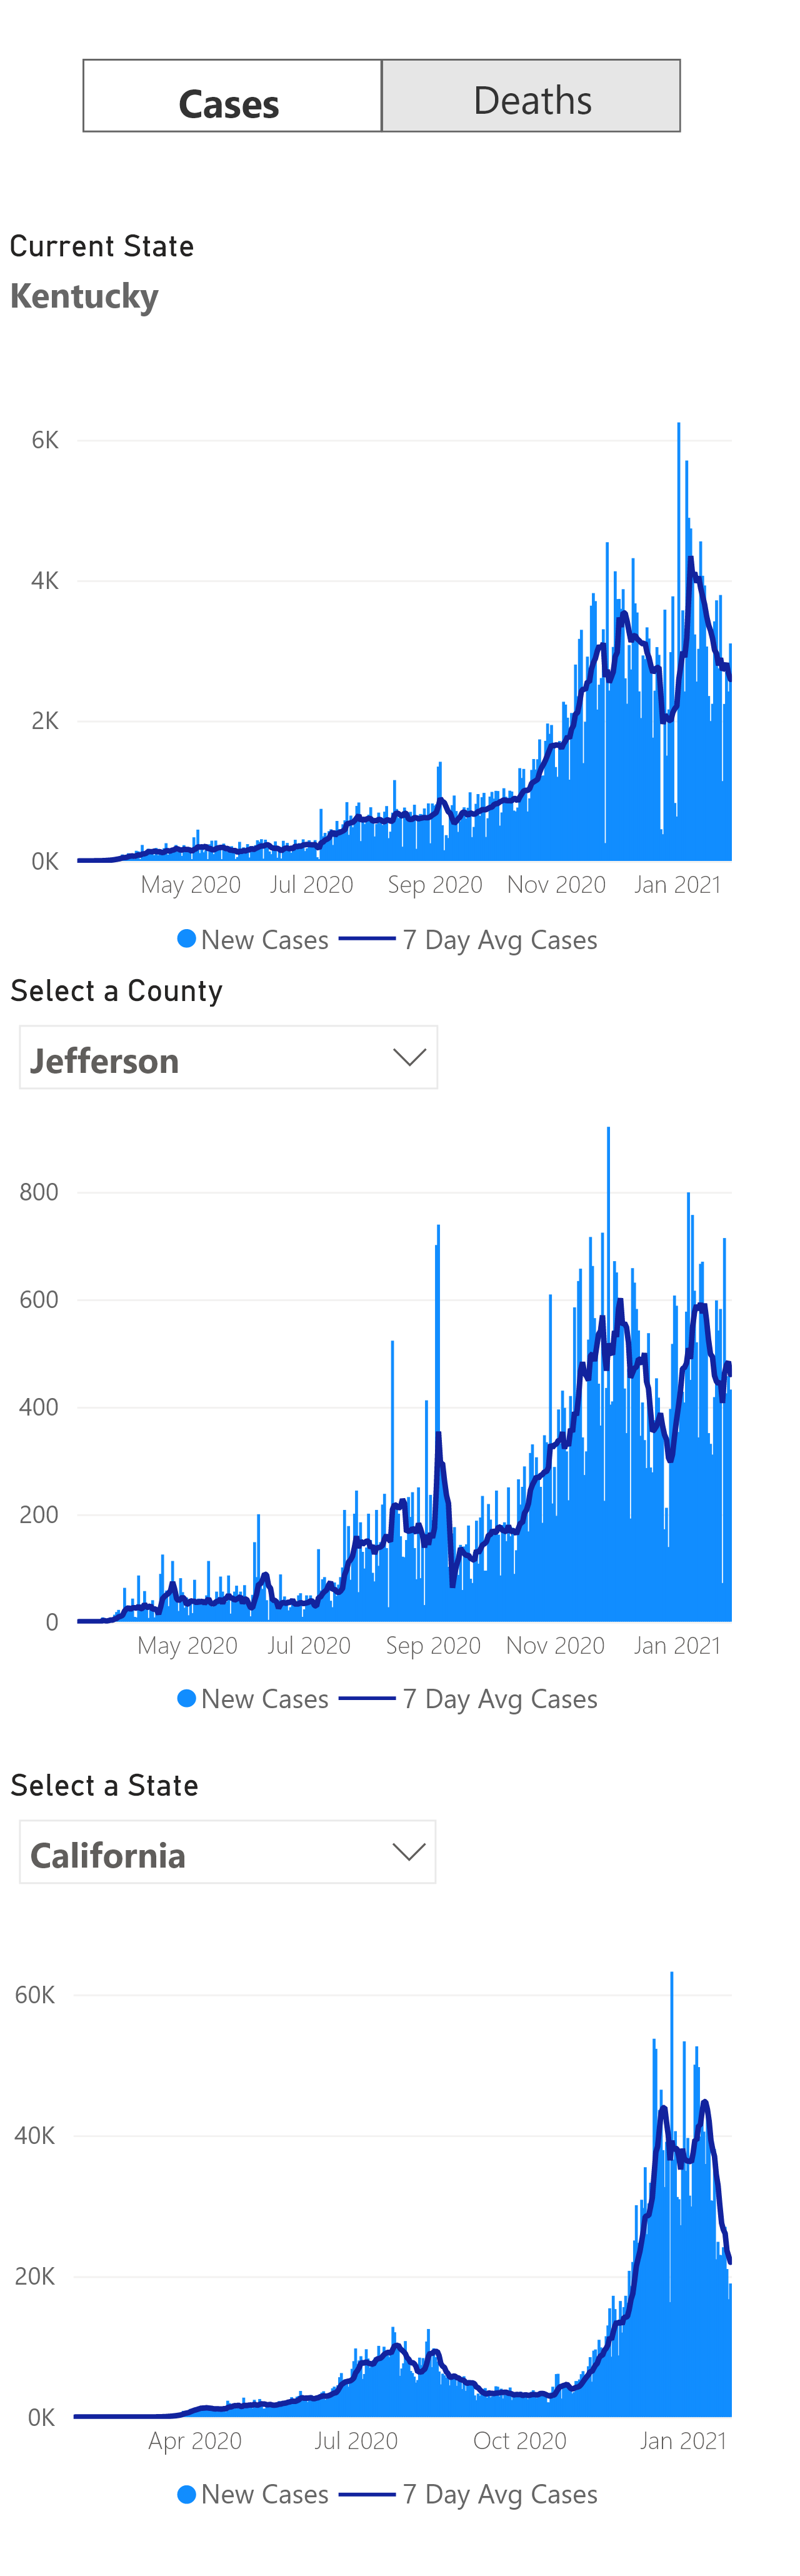 Cases Deaths
Current State
Kentucky
6K
4K
2K
0K
May 2020 Jul 2020 Sep 2020 Nov 2020 Jan 2021
New Cases 7 Day Avg Cases
Select a County
Jefferson
800
600
400
200
0
May 2020 Jul 2020 Sep 2020 Nov 2020 Jan 2021
New Cases 7 Day Avg Cases
Select a State
California
60K
40K
20K
0K
Apr 2020 Jul 2020 Oct 2020 Jan 2021
New Cases 7 Day Avg Cases